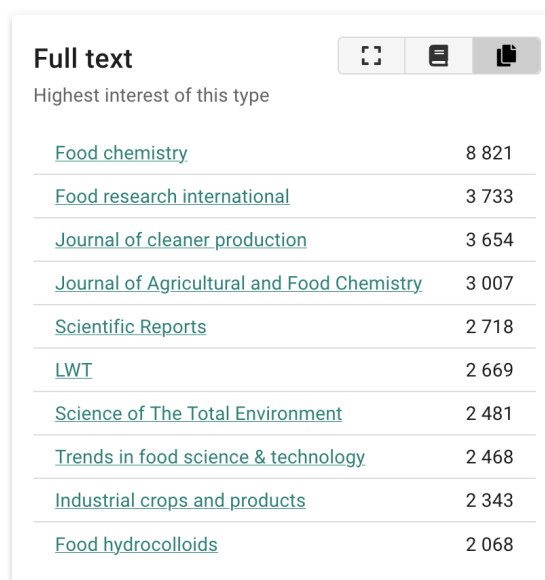 Full text
Highest interest of this type
Food chemistry 8 821
Food research international 3 733
Journal of cleaner production 3 654
Journal of Agricultural and Food Chemistry 3 007
Scientific Reports 2 718
LWT 2 669
Science of The Total Environment 2 481
Trends in food science & technology 2 468
Industrial crops and products 2 343
Food hydrocolloids 2 068